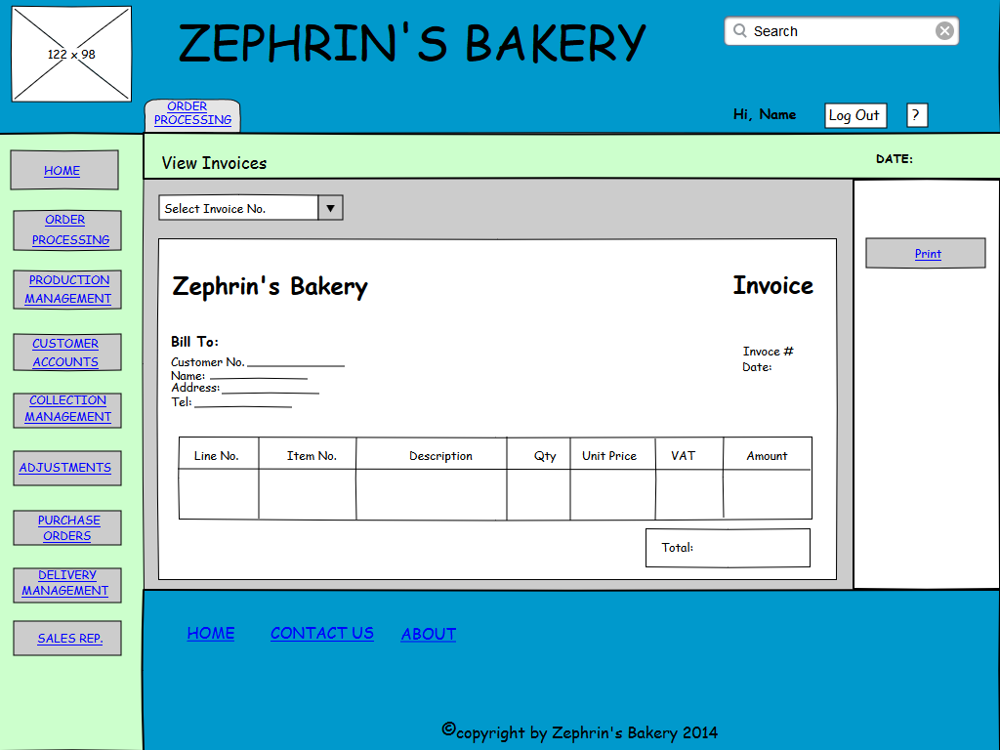 122 x 98
ZEPHRIN'S BAKERY
Search
ORDER
PROCESSING
Hi, Name
Log Out
?
View Invoices
DATE:
HOME
ORDER
PROCESSING
PRODUCTION
MANAGEMENT
CUSTOMER
ACCOUNTS
COLLECTION
MANAGEMENT
ADJUSTMENTS
PURCHASE
ORDERS
DELIVERY
MANAGEMENT
SALES REP.
Select Invoice No.
Print
Zephrin's Bakery
Invoice
Bill To:
Customer No.
Name:
Address:
Tel:
Invoce #
Date:
Line No. Item No. Description Qty Unit Price VAT Amount
Total:
HOME CONTACT US ABOUT
©copyright by Zephrin's Bakery 2014